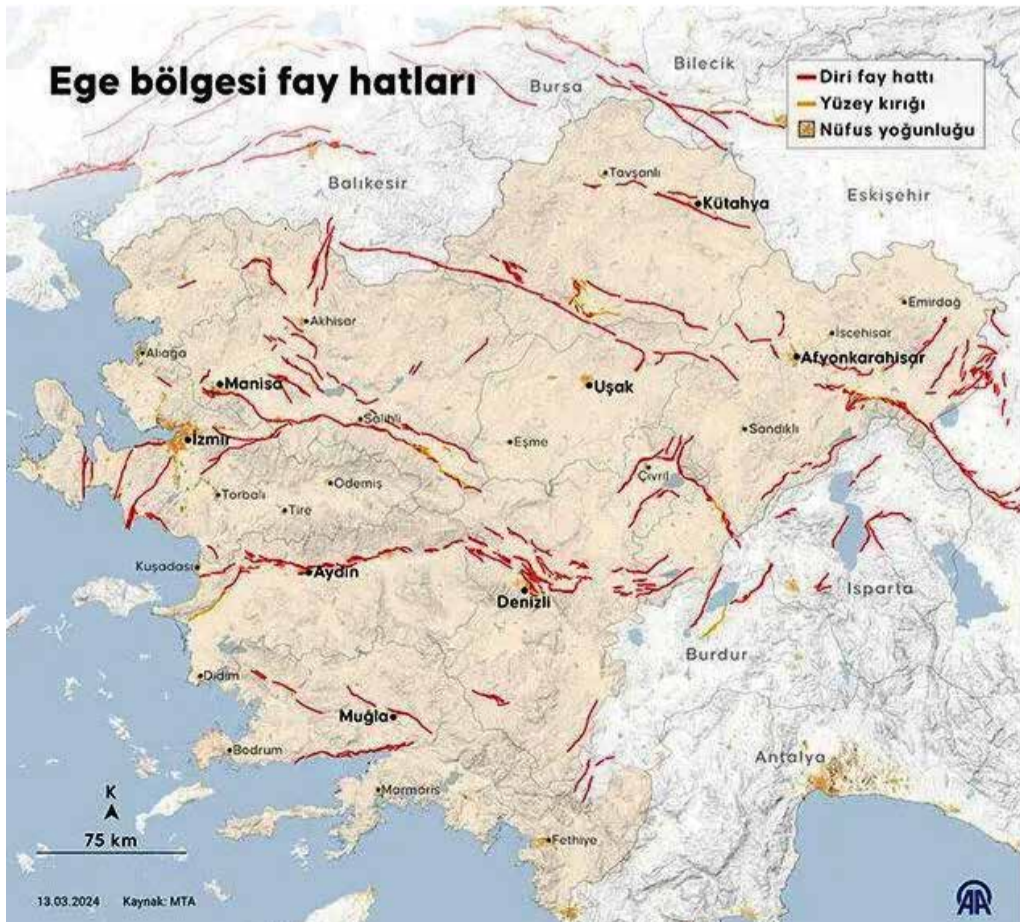 Ege bölgesi fay hatları
Diri fay hattı
Yüzey kırığı
Nüfus yoğunluğu
Bilecik
Bursa
Balıkesir
Tavşanlı
Kütahya
Eskişehir
Emirdağ
Akhisar
İscehisar
Aliağa
Afyonkarahisar
Manisa
Uşak
Salihli
Sandıklı
İzmir
Eşme
Çivril
Ödemiş
Torbalı
Tire
Kuşadası
Aydın
Isparta
Denizli
Burdur
Didim
Muğla
Bodrum
Antalya
Marmaris
K
75 km
Fethiye
13.03.2024 Kaynak: MTA
AA